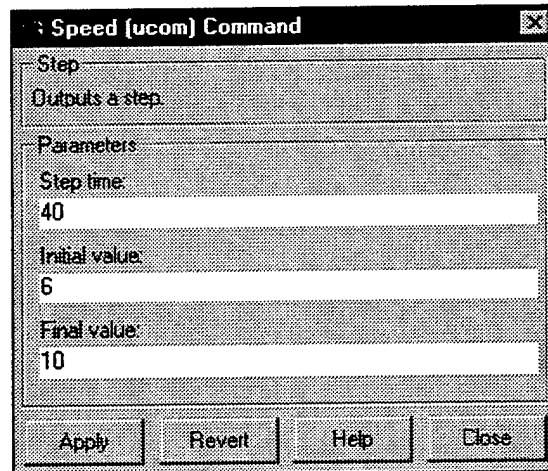 Speed (ucom) Command
Step
Outputs a step.
Parameters
Step time:
40
Initial value:
6
Final value:
10
Apply Revert Help Close